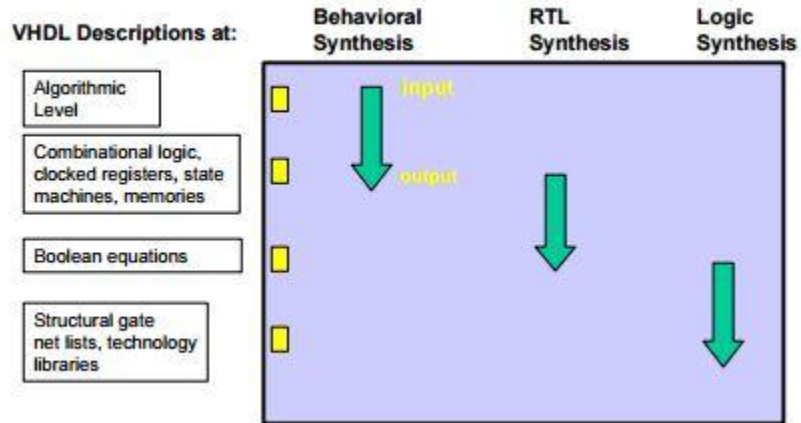 VHDL Descriptions at:
Behavioral
Synthesis
RTL
Synthesis
Logic
Synthesis
Algorithmic
Level
input
Combinational logic,
clocked registers, state
machines, memories
output
Boolean equations
Structural gate
net lists, technology
libraries